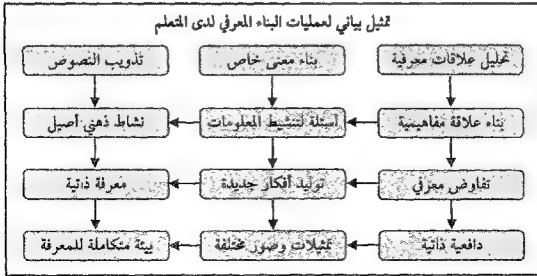 تمثيل بياني لعمليات البناء المعرفي لدى المتعلم
تحليل علاقات معرفية
بناء معنى خاص
تذويب النصوص
بناء علاقة مفاهيمية
أسئلة لتنشيط المعلومات
نشاط ذهني أصيل
تفاوض معرفي
توليد أفكار جديدة
معرفة ذاتية
دافعية ذاتية
تمثيلات وصور مختلفة
بيئة متكاملة للمعرفة